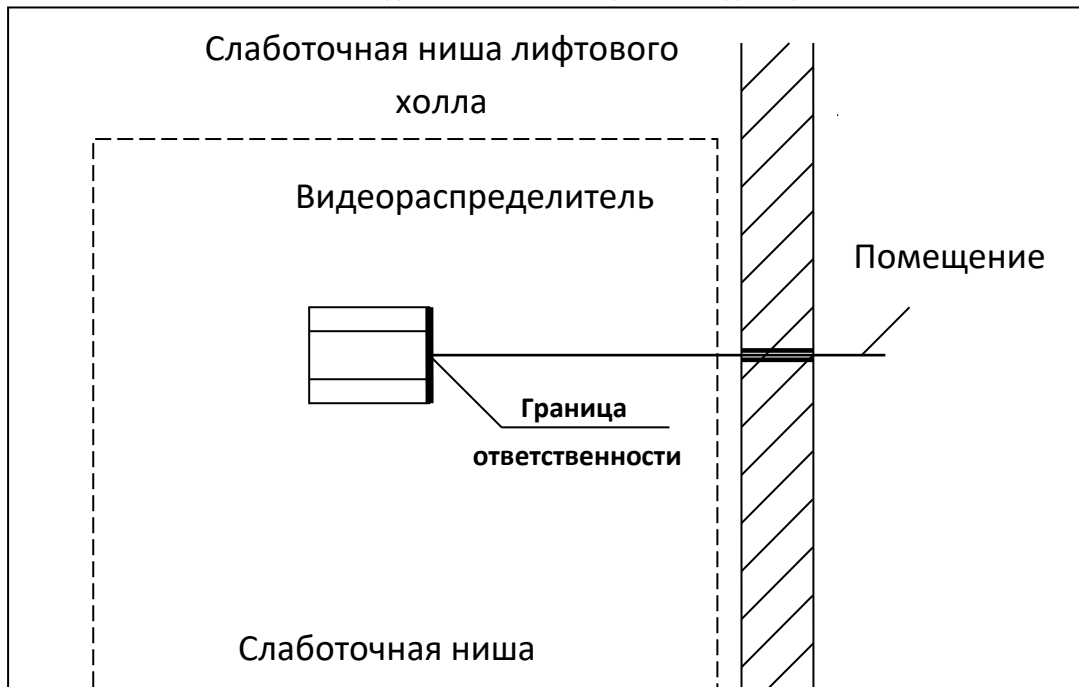 Слаботочная ниша лифтового
холла
Видеораспределитель
Помещение
Граница
ответственности
Слаботочная ниша